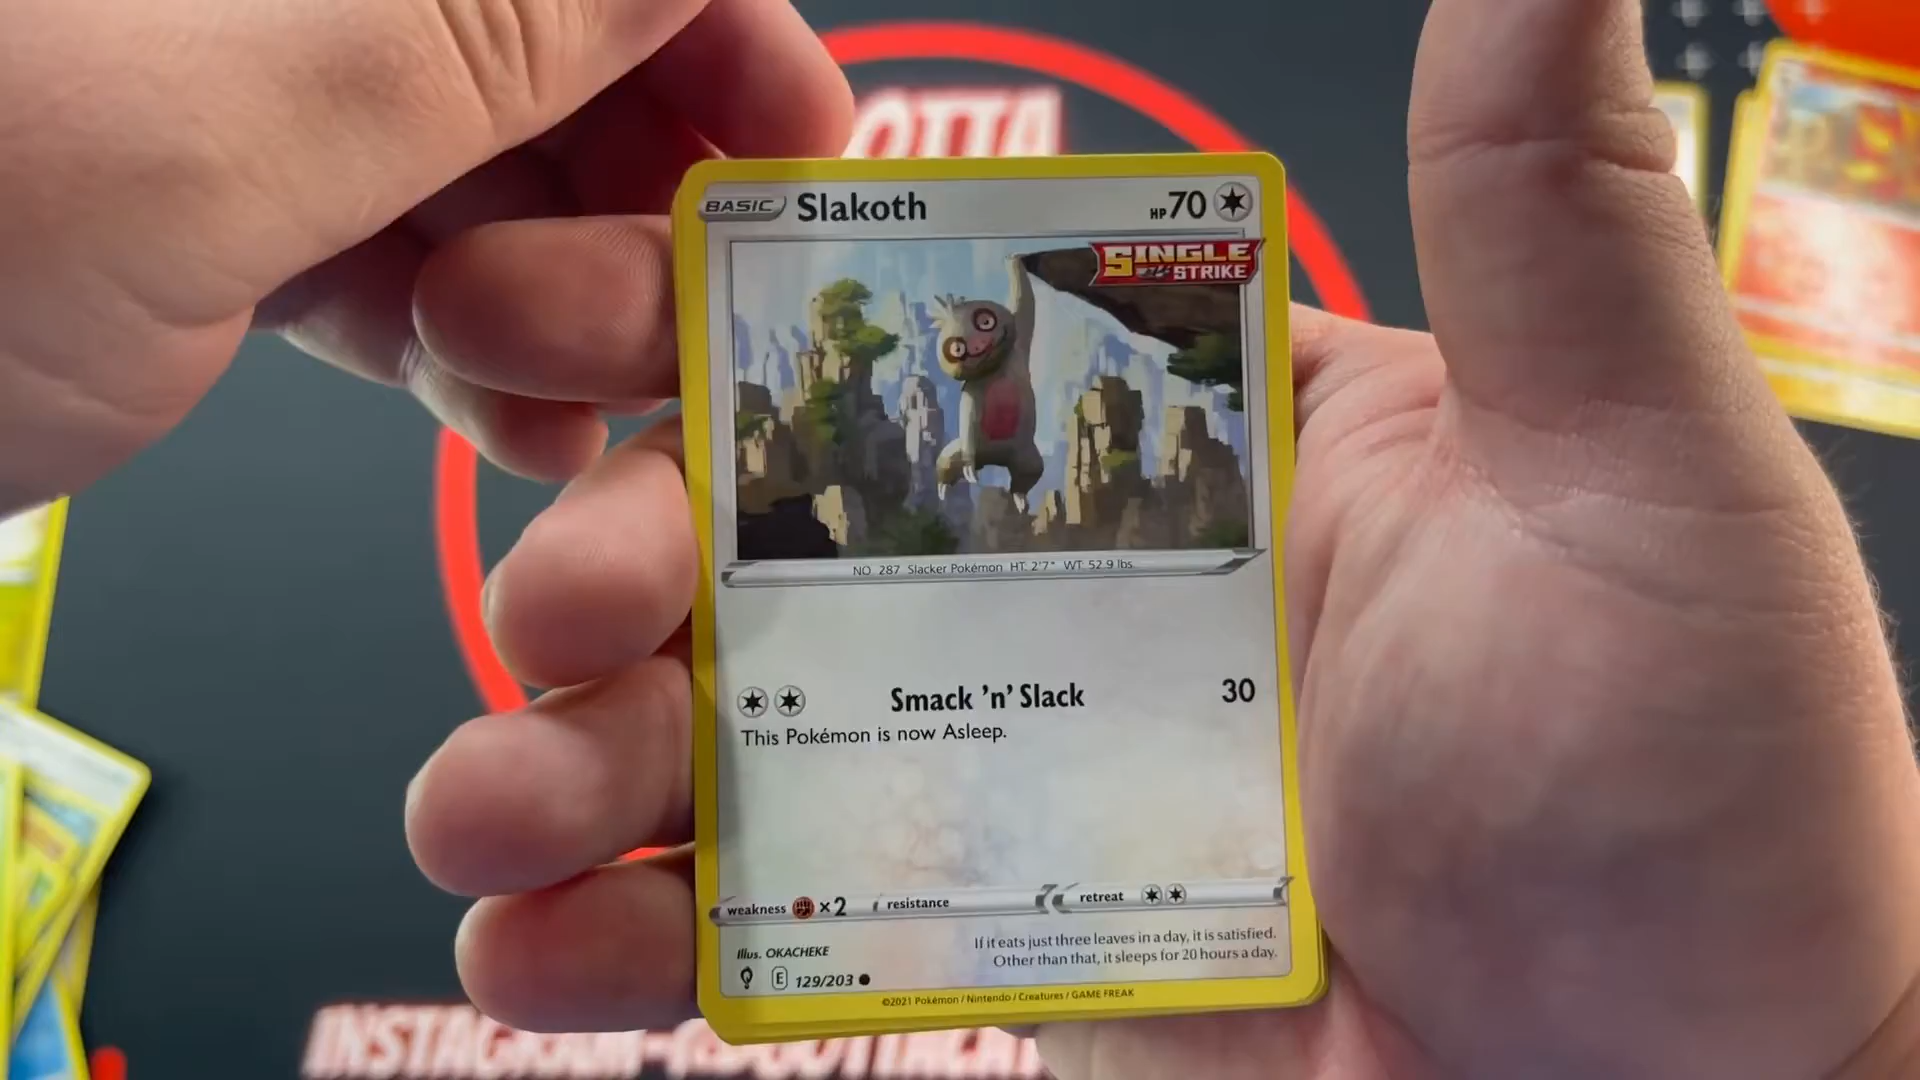 OTTA
BASIC Slakoth HP 70
SINGLE
STRIKE
NO. 287 Slacker Pokémon HT: 2'7" WT: 52.9 lbs.
Smack 'n' Slack 30
This Pokémon is now Asleep.
weakness ×2 resistance retreat
If it eats just three leaves in a day, it is satisfied.
Other than that, it sleeps for 20 hours a day.
Illus. OKACHEKE
E 129/203
©2021 Pokémon / Nintendo / Creatures / GAME FREAK